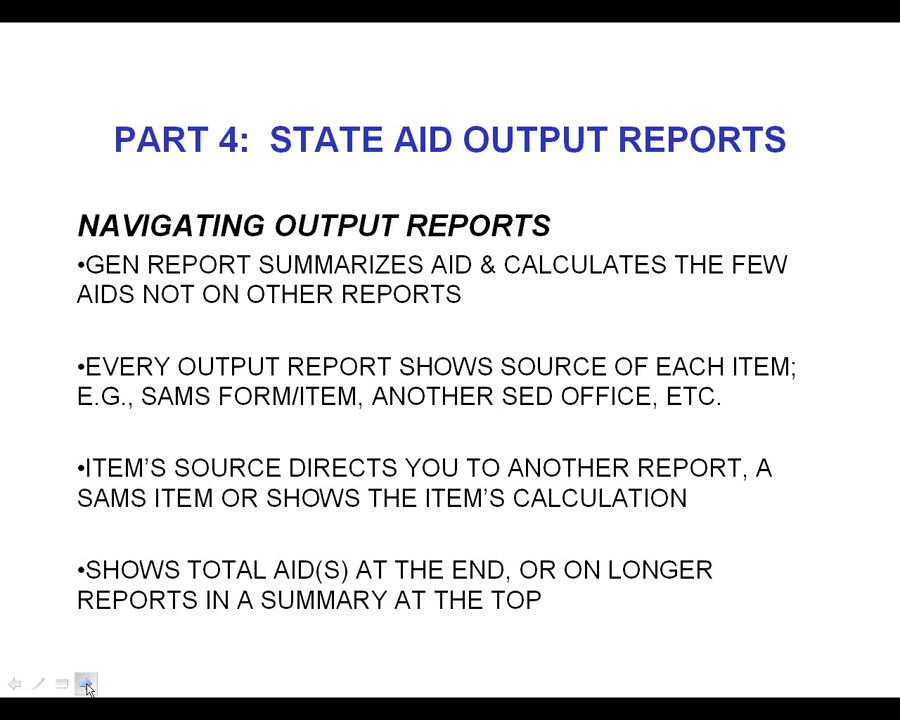 PART 4: STATE AID OUTPUT REPORTS
NAVIGATING OUTPUT REPORTS
•GEN REPORT SUMMARIZES AID & CALCULATES THE FEW
AIDS NOT ON OTHER REPORTS
•EVERY OUTPUT REPORT SHOWS SOURCE OF EACH ITEM;
E.G., SAMS FORM/ITEM, ANOTHER SED OFFICE, ETC.
•ITEM’S SOURCE DIRECTS YOU TO ANOTHER REPORT, A
SAMS ITEM OR SHOWS THE ITEM’S CALCULATION
•SHOWS TOTAL AID(S) AT THE END, OR ON LONGER
REPORTS IN A SUMMARY AT THE TOP